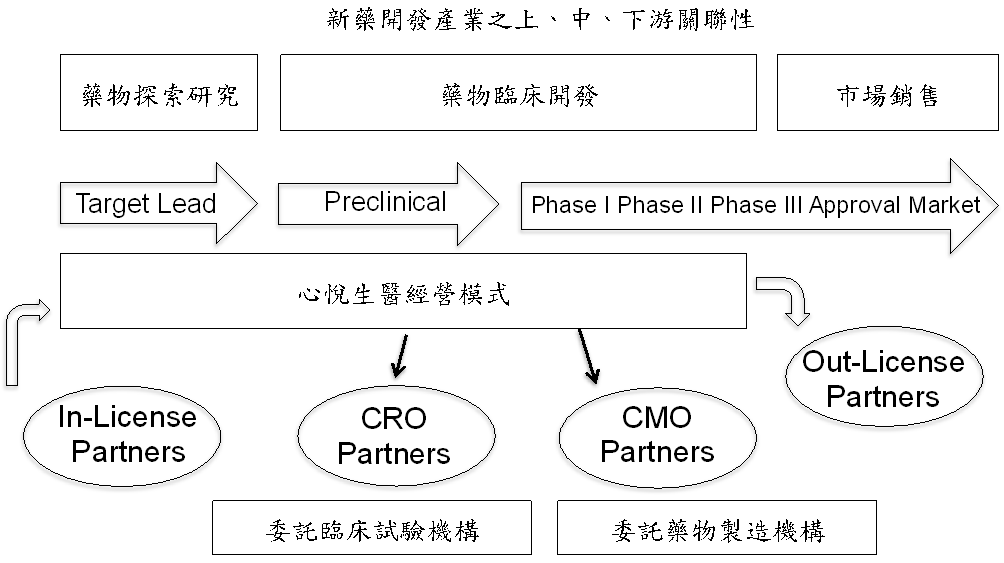 新藥開發產業之上、中、下游關聯性
藥物探索研究
藥物臨床開發
市場銷售
Target Lead
Preclinical
Phase I Phase II Phase III Approval Market
心悅生醫經營模式
In-License
Partners
CRO
Partners
CMO
Partners
Out-License
Partners
委託臨床試驗機構
委託藥物製造機構